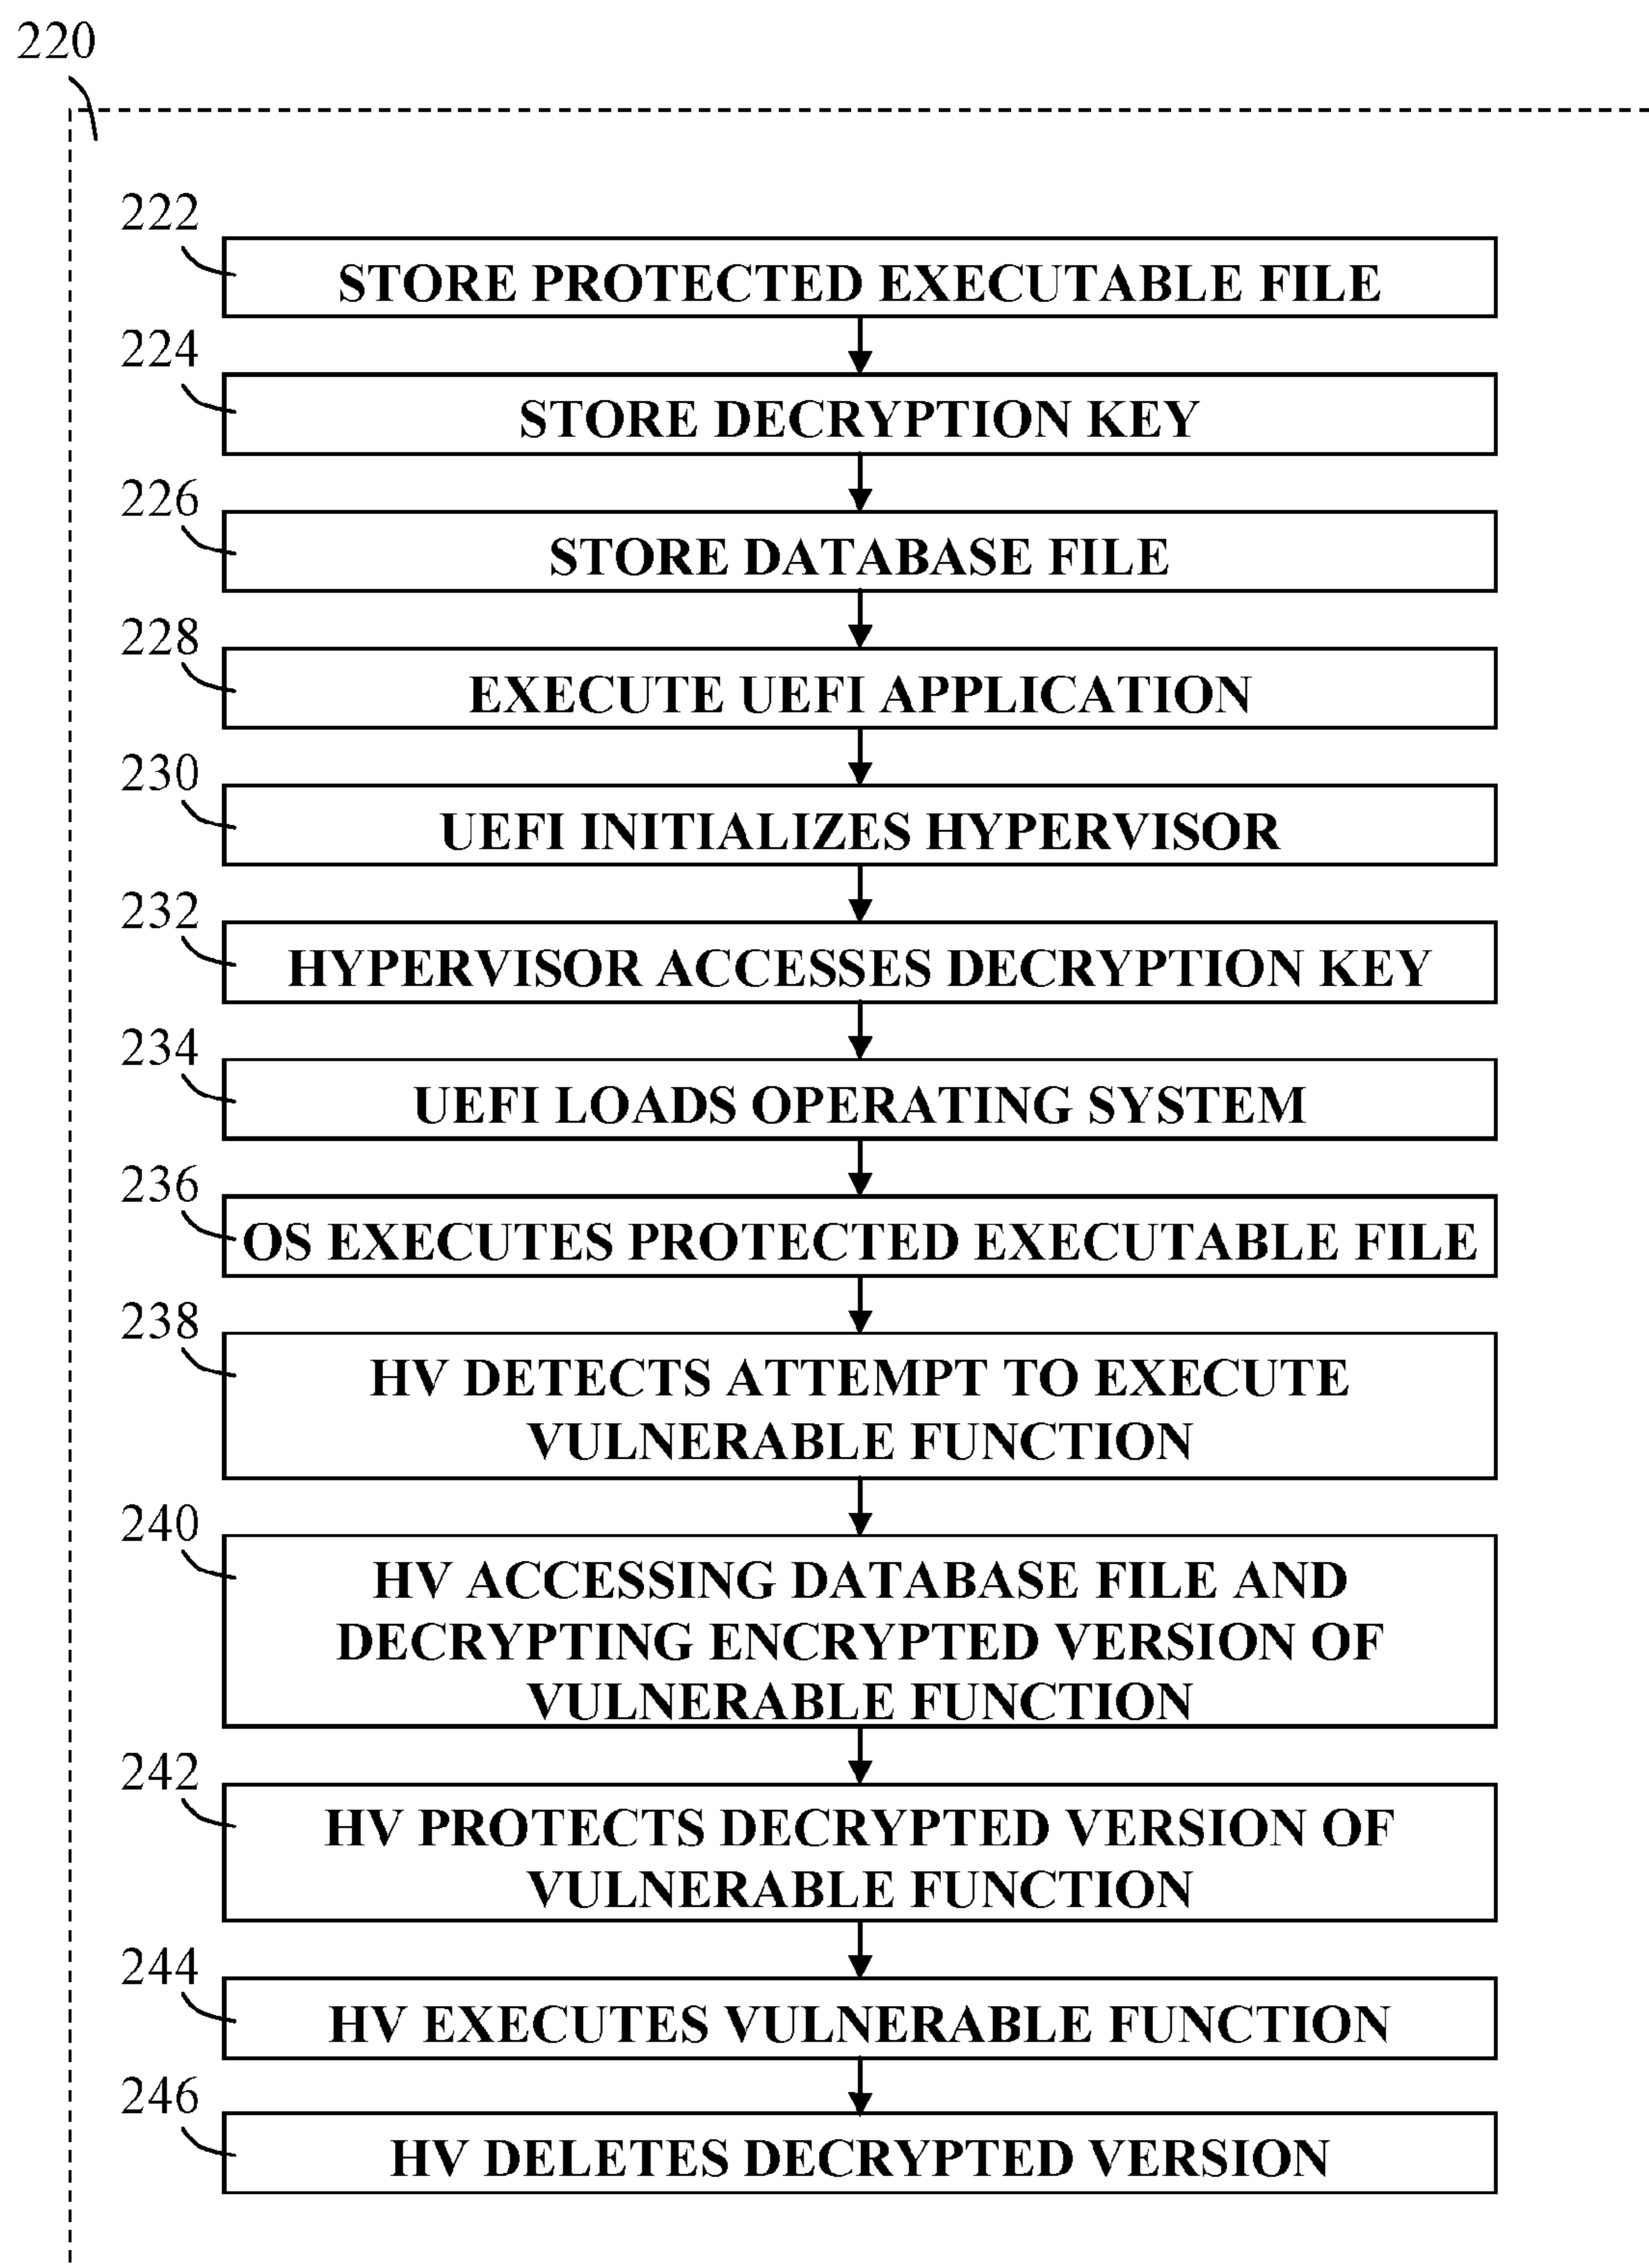 220
222
STORE PROTECTED EXECUTABLE FILE
224
STORE DECRYPTION KEY
226
STORE DATABASE FILE
228
EXECUTE UEFI APPLICATION
230
UEFI INITIALIZES HYPERVISOR
232
HYPERVISOR ACCESSES DECRYPTION KEY
234
UEFI LOADS OPERATING SYSTEM
236
OS EXECUTES PROTECTED EXECUTABLE FILE
238
HV DETECTS ATTEMPT TO EXECUTE
VULNERABLE FUNCTION
240
HV ACCESSING DATABASE FILE AND
DECRYPTING ENCRYPTED VERSION OF
VULNERABLE FUNCTION
242
HV PROTECTS DECRYPTED VERSION OF
VULNERABLE FUNCTION
244
HV EXECUTES VULNERABLE FUNCTION
246
HV DELETES DECRYPTED VERSION